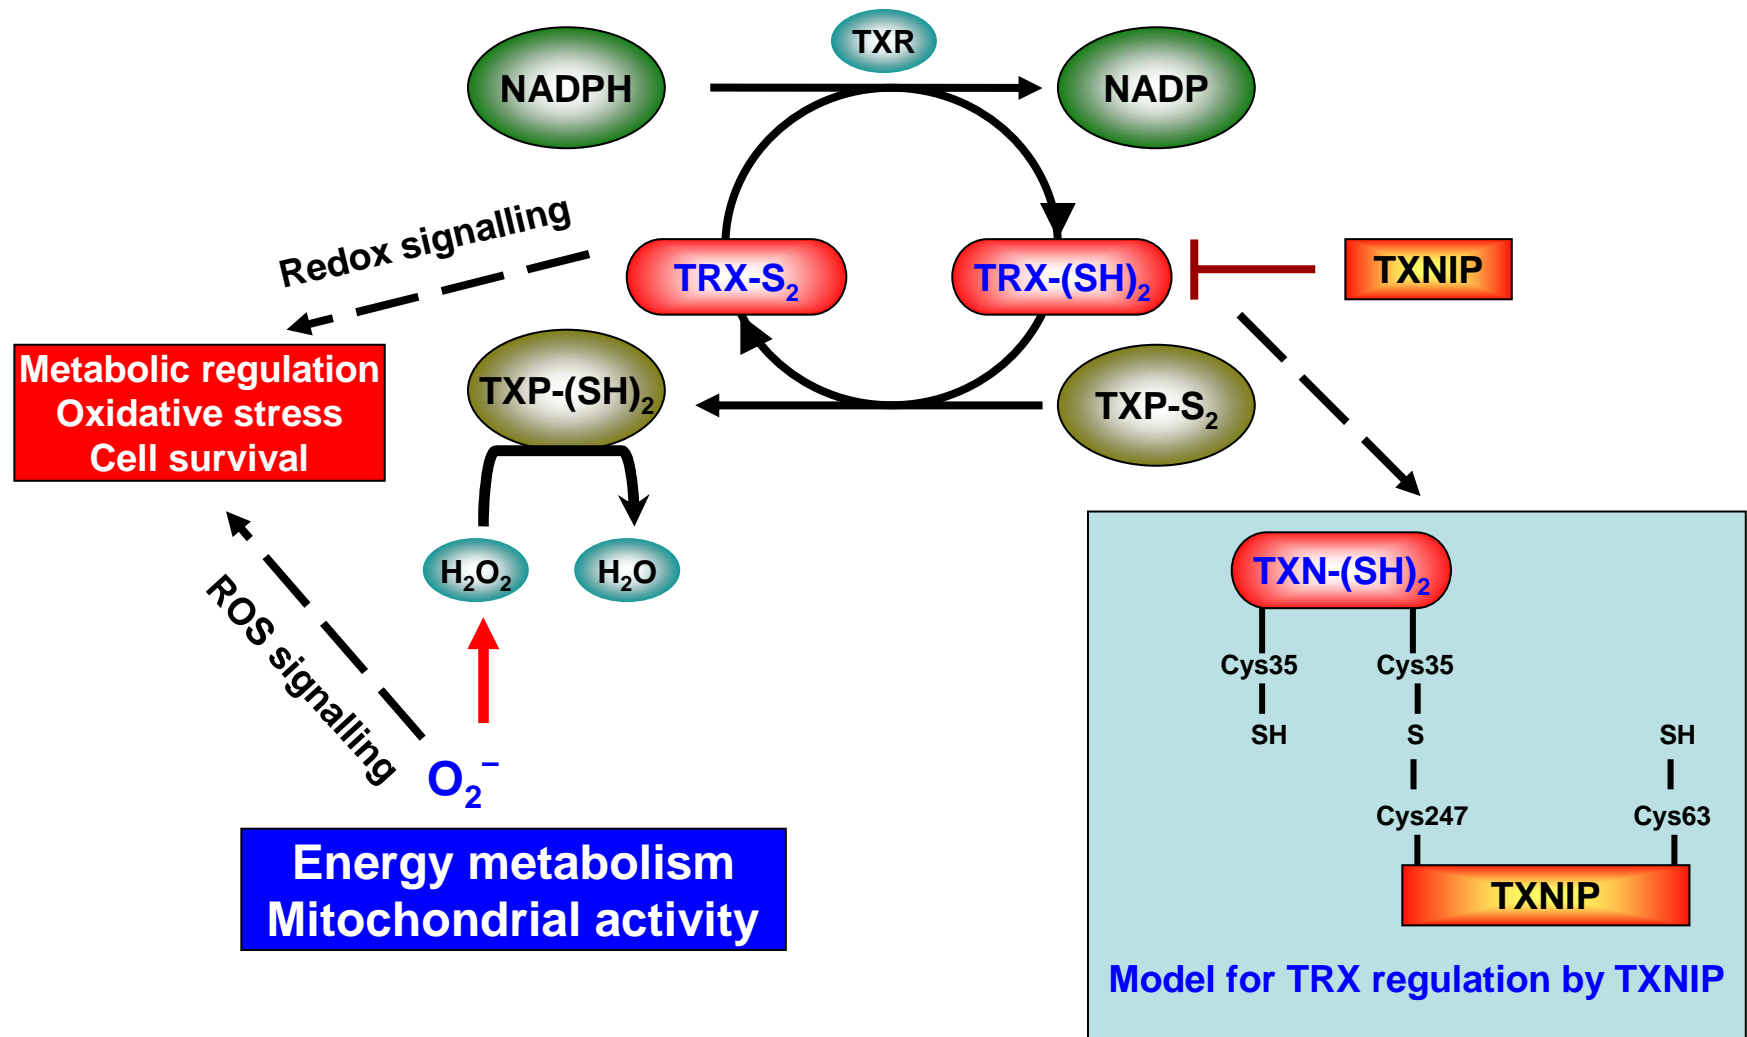 TXR
NADPH
NADP
Redox signalling
TRX-S₂
TRX-(SH)₂
TXNIP
Metabolic regulation
Oxidative stress
Cell survival
TXP-(SH)₂
TXP-S₂
H₂O₂
H₂O
ROS signalling
O₂⁻
Energy metabolism
Mitochondrial activity
TXN-(SH)₂
Cys35
Cys35
SH
S
SH
Cys247
Cys63
TXNIP
Model for TRX regulation by TXNIP